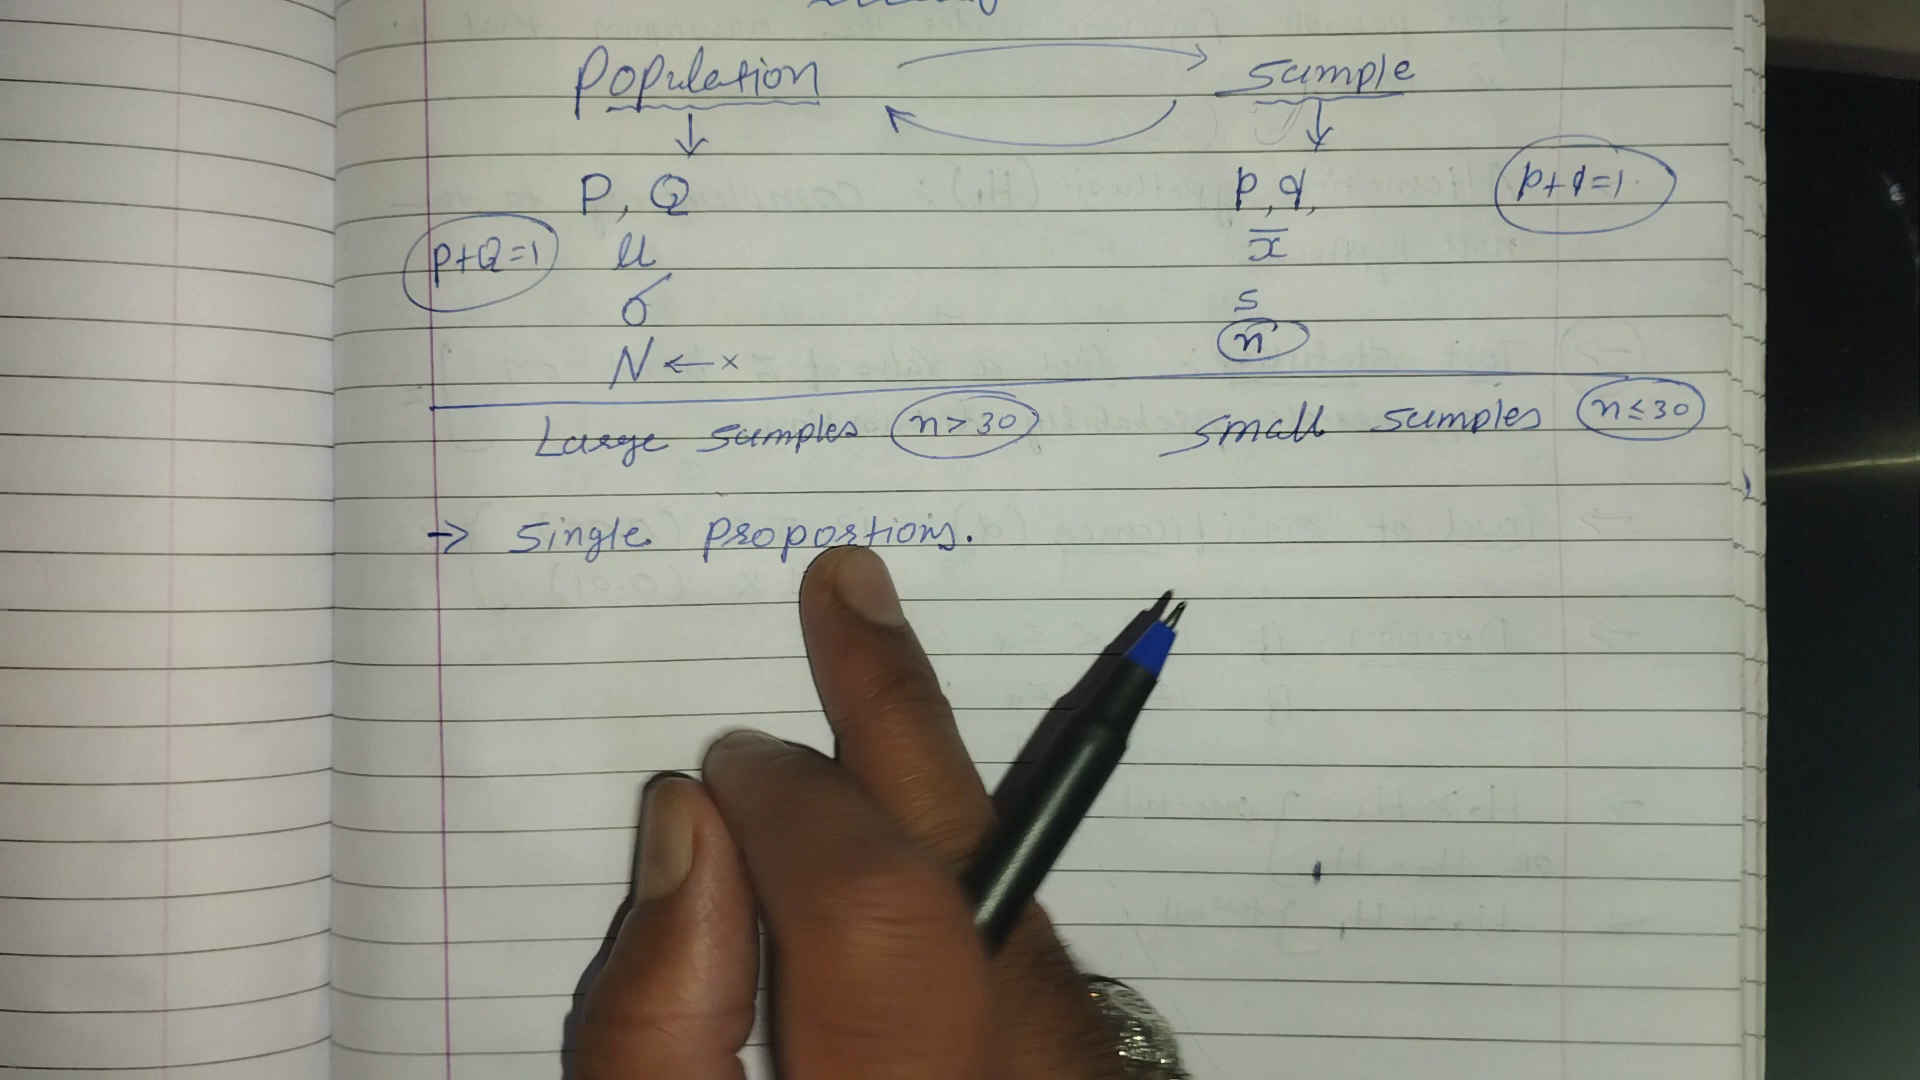 Population → Sample
↓ ↓
P, Q p, q, p+q=1
P+Q=1 μ x̄
σ s
N ← × n
Large samples n > 30 Small samples n ≤ 30
→ Single proportions.